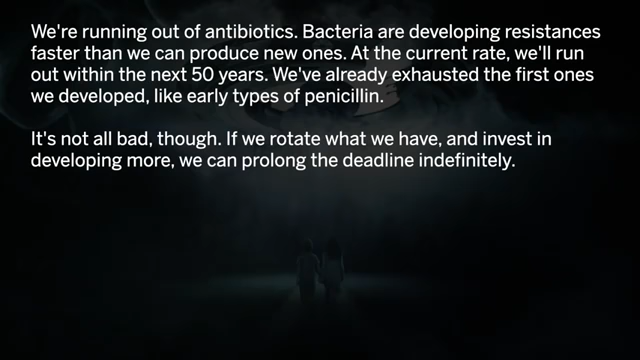 We're running out of antibiotics. Bacteria are developing resistances
faster than we can produce new ones. At the current rate, we'll run
out within the next 50 years. We've already exhausted the first ones
we developed, like early types of penicillin.
It's not all bad, though. If we rotate what we have, and invest in
developing more, we can prolong the deadline indefinitely.